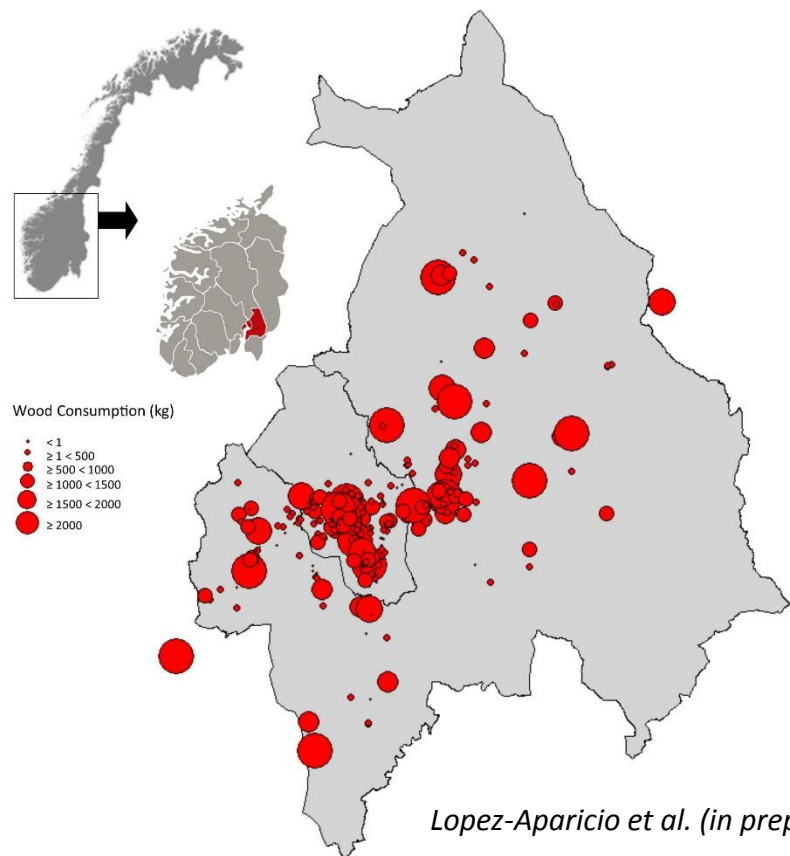 Wood Consumption (kg)
< 1
≥ 1 < 500
≥ 500 < 1000
≥ 1000 < 1500
≥ 1500 < 2000
≥ 2000
Lopez-Aparicio et al. (in prep